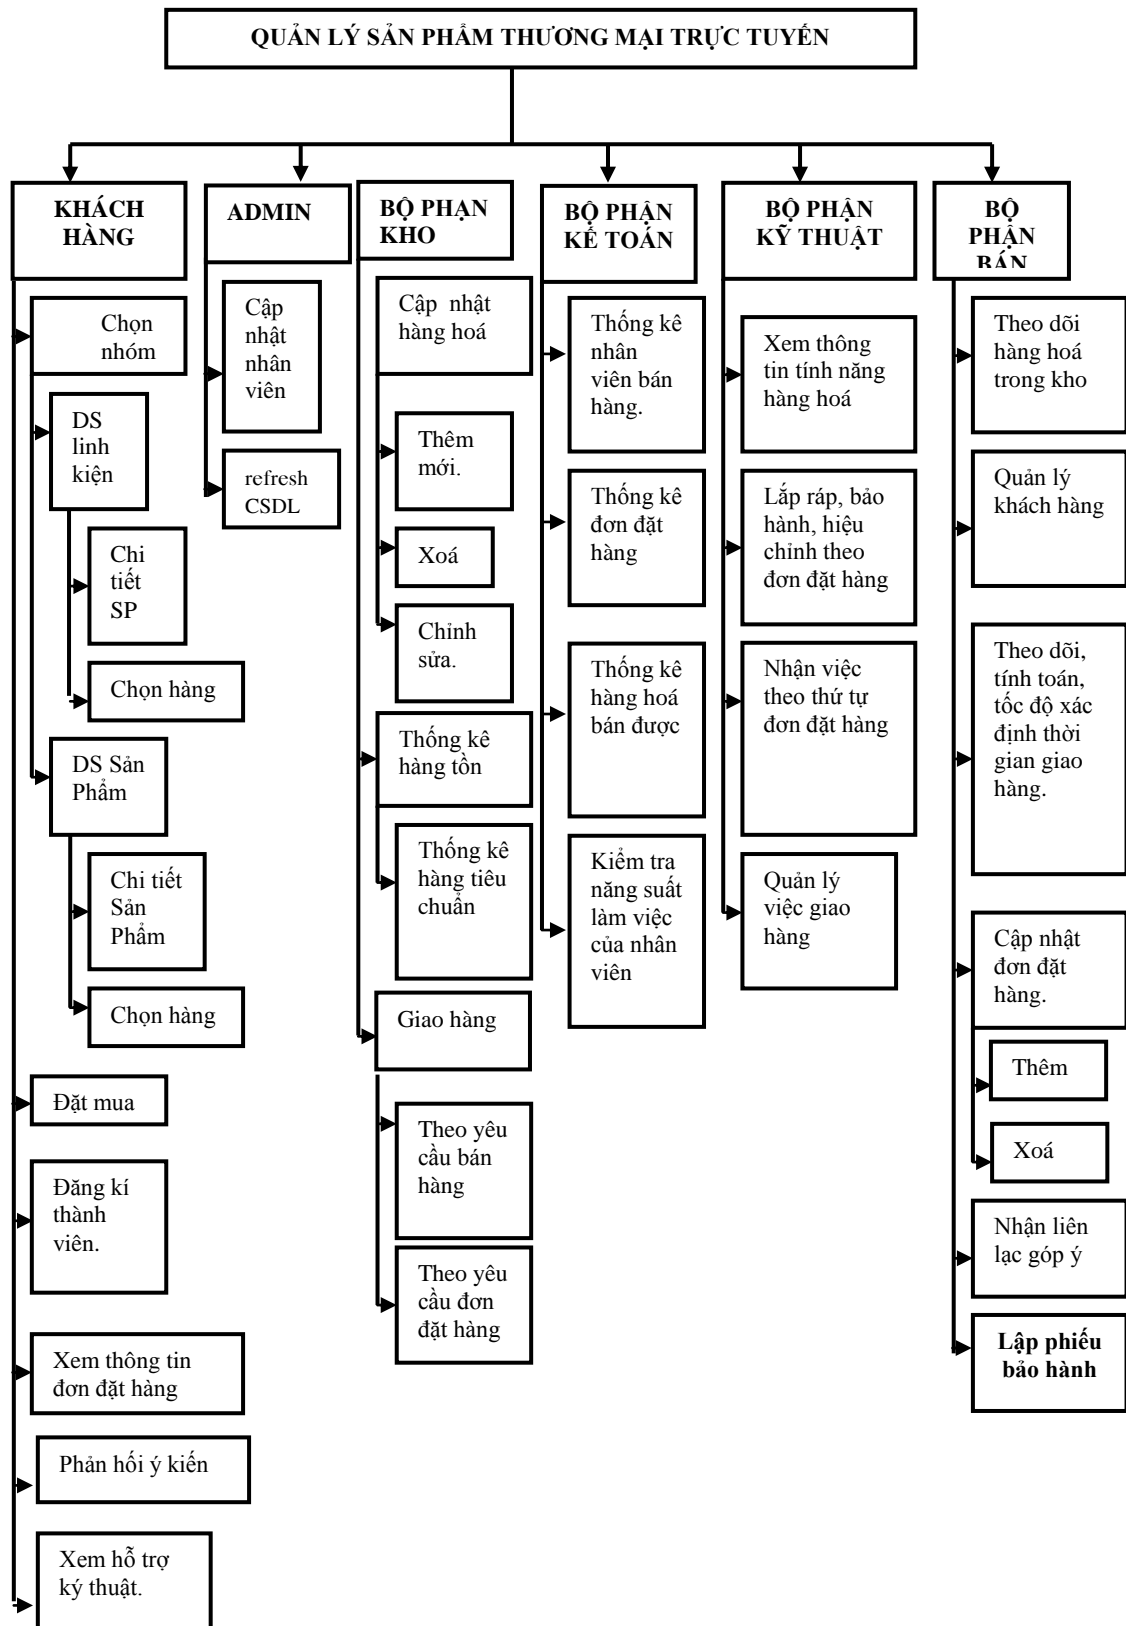 QUẢN LÝ SẢN PHẨM THƯƠNG MẠI TRỰC TUYẾN
KHÁCH
HÀNG
Chọn
nhóm
DS
linh
kiện
Chi
tiết
SP
Chọn hàng
DS Sản
Phẩm
Chi tiết
Sản
Phẩm
Chọn hàng
Đặt mua
Đăng kí
thành
viên.
Xem thông tin
đơn đặt hàng
Phản hối ý kiến
Xem hỗ trợ
ký thuật.
ADMIN
Cập
nhật
nhân
viên
refresh
CSDL
BỘ PHẠN
KHO
Cập nhật
hàng hoá
Thêm
mới.
Xoá
Chỉnh
sửa.
Thống kê
hàng tồn
Thống kê
hàng tiêu
chuẩn
Giao hàng
Theo yêu
cầu bán
hàng
Theo yêu
cầu đơn
đặt hàng
BỘ PHẬN
KẾ TOÁN
Thống kê
nhân
viên bán
hàng.
Thống kê
đơn đặt
hàng
Thống kê
hàng hoá
bán được
Kiểm tra
năng suất
làm việc
của nhân
viên
BỘ PHẬN
KỸ THUẬT
Xem thông
tin tính năng
hàng hoá
Lắp ráp, bảo
hành, hiệu
chỉnh theo
đơn đặt hàng
Nhận việc
theo thứ tự
đơn đặt hàng
Quản lý
việc giao
hàng
BỘ
PHẬN
BÁN
Theo dõi
hàng hoá
trong kho
Quản lý
khách hàng
Theo dõi,
tính toán,
tốc độ xác
định thời
gian giao
hàng.
Cập nhật
đơn đặt
hàng.
Thêm
Xoá
Nhận liên
lạc góp ý
Lập phiếu
bảo hành